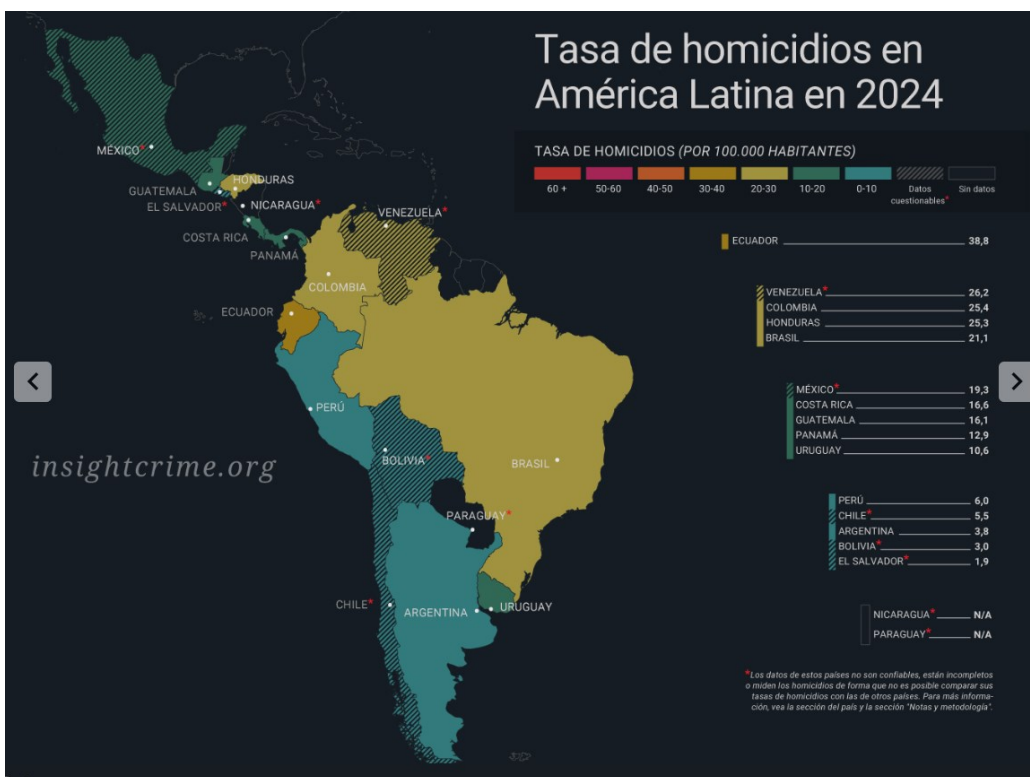 Tasa de homicidios en
América Latina en 2024
TASA DE HOMICIDIOS (POR 100.000 HABITANTES)
60 +
50-60
40-50
30-40
20-30
10-20
0-10
Datos
cuestionables*
Sin datos
MÉXICO*
GUATEMALA
HONDURAS
EL SALVADOR*
NICARAGUA*
COSTA RICA
PANAMÁ
VENEZUELA*
COLOMBIA
ECUADOR
PERÚ
BOLIVIA*
BRASIL
PARAGUAY*
CHILE*
ARGENTINA
URUGUAY
insightcrime.org
ECUADOR 38,8
VENEZUELA* 26,2
COLOMBIA 25,4
HONDURAS 25,3
BRASIL 21,1
MÉXICO* 19,3
COSTA RICA 16,6
GUATEMALA 16,1
PANAMÁ 12,9
URUGUAY 10,6
PERÚ 6,0
CHILE* 5,5
ARGENTINA 3,8
BOLIVIA* 3,0
EL SALVADOR* 1,9
NICARAGUA* N/A
PARAGUAY* N/A
*Los datos de estos países no son confiables, están incompletos
o miden los homicidios de forma que no es posible comparar sus
tasas de homicidios con las de otros países. Para más informa-
ción, vea la sección del país y la sección "Notas y metodología".